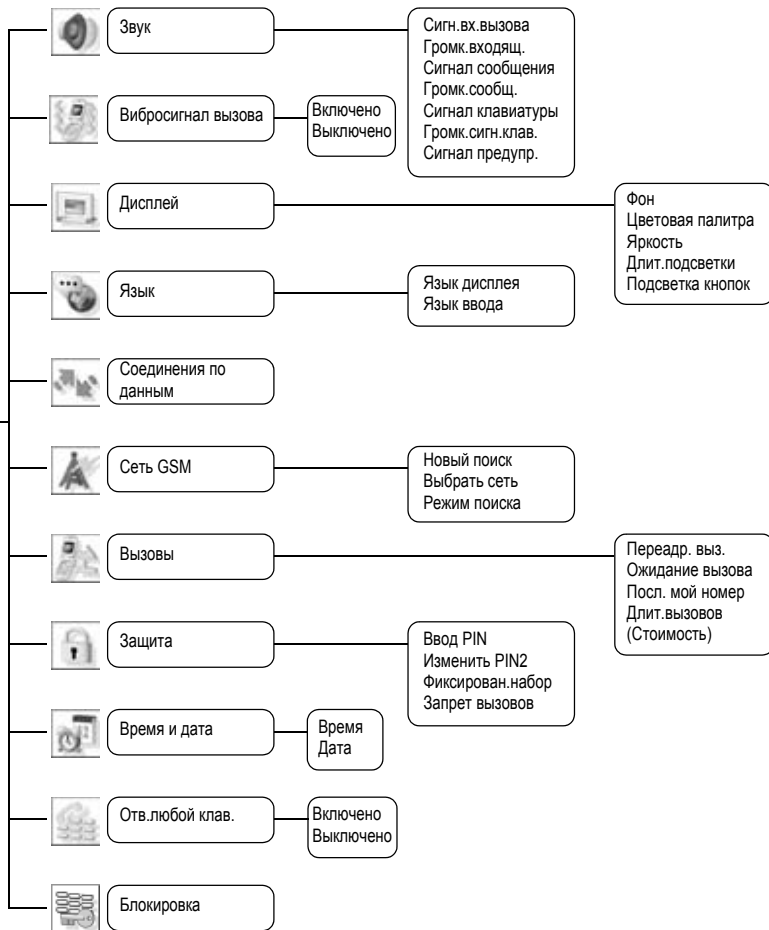 Звук
Сигн.вх.вызова
Громк.входящ.
Сигнал сообщения
Громк.сообщ.
Сигнал клавиатуры
Громк.сигн.клав.
Сигнал предупр.
Вибросигнал вызова
Включено
Выключено
Дисплей
Фон
Цветовая палитра
Яркость
Длит.подсветки
Подсветка кнопок
Язык
Язык дисплея
Язык ввода
Соединения по
данным
Сеть GSM
Новый поиск
Выбрать сеть
Режим поиска
Вызовы
Переадр. выз.
Ожидание вызова
Посл. мой номер
Длит.вызовов
(Стоимость)
Защита
Ввод PIN
Изменить PIN2
Фиксирован.набор
Запрет вызовов
Время и дата
Время
Дата
Отв.любой клав.
Включено
Выключено
Блокировка